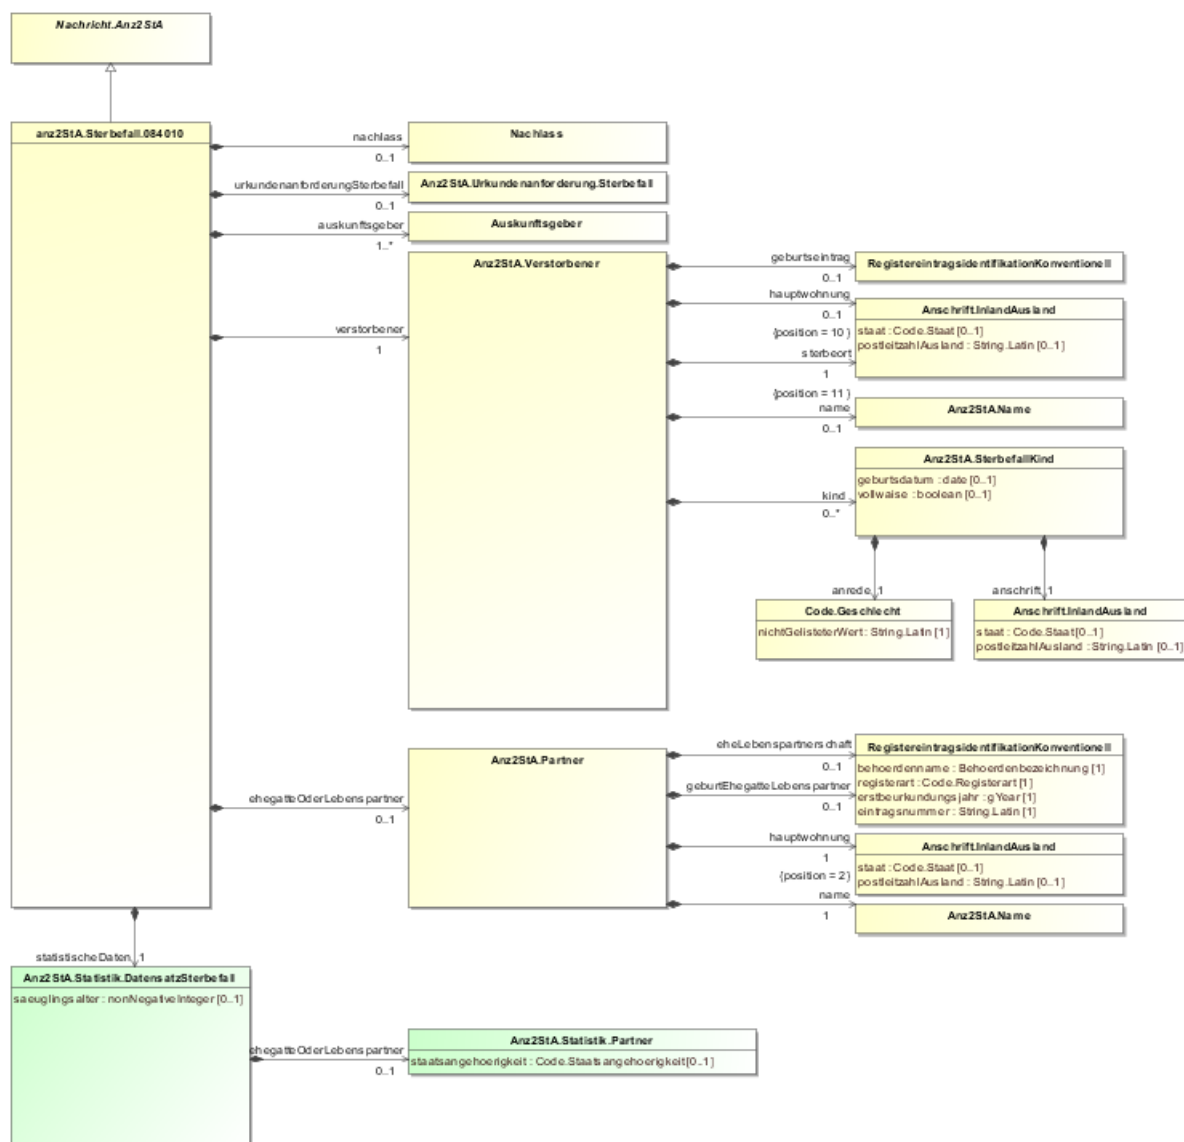 Nachricht.Anz2StA
anz2StA.Sterbefall.084010
nachlass
0..1
Nachlass
urkundenanforderungSterbefall
0..1
Anz2StA.Urkundenanforderung.Sterbefall
auskunftsgeber
1..*
Auskunftsgeber
verstorbener
1
Anz2StA.Verstorbener
geburtseintrag
0..1
RegistereintragsidentifikationKonventionell
hauptwohnung
0..1
{position = 10 }
Anschrift.InlandAusland
staat : Code.Staat [0..1]
postleitzahlAusland : String.Latin [0..1]
sterbeort
1
{position = 11 }
name
0..1
Anz2StA.Name
kind
0..*
Anz2StA.SterbefallKind
geburtsdatum : date [0..1]
vollwaise : boolean [0..1]
anrede 1
anschrift 1
Code.Geschlecht
nichtGelisteterWert : String.Latin [1]
Anschrift.InlandAusland
staat : Code.Staat [0..1]
postleitzahlAusland : String.Latin [0..1]
ehegatteOderLebenspartner
0..1
Anz2StA.Partner
eheLebenspartnerschaft
0..1
geburtEhegatteLebenspartner
0..1
RegistereintragsidentifikationKonventionell
behoerdenname : Behoerdenbezeichnung [1]
registerart : Code.Registerart [1]
erstbeurkundungsjahr : gYear [1]
eintragsnummer : String.Latin [1]
hauptwohnung
1
{position = 2 }
Anschrift.InlandAusland
staat : Code.Staat [0..1]
postleitzahlAusland : String.Latin [0..1]
name
1
Anz2StA.Name
statistischeDaten 1
Anz2StA.Statistik.DatensatzSterbefall
saeuglingsalter : nonNegativeInteger [0..1]
ehegatteOderLebenspartner
0..1
Anz2StA.Statistik.Partner
staatsangehoerigkeit : Code.Staatsangehoerigkeit [0..1]